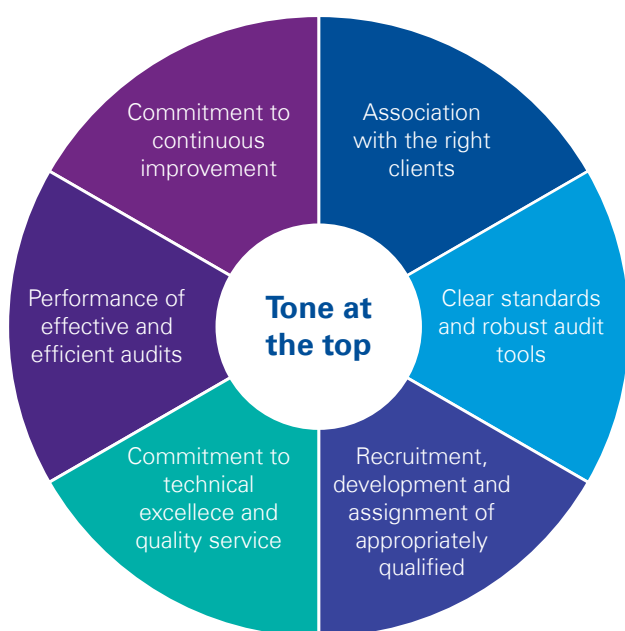 Commitment to
continuous
improvement
Association
with the right
clients
Performance of
effective and
efficient audits
Tone at
the top
Clear standards
and robust audit
tools
Commitment to
technical
excellece and
quality service
Recruitment,
development and
assignment of
appropriately
qualified